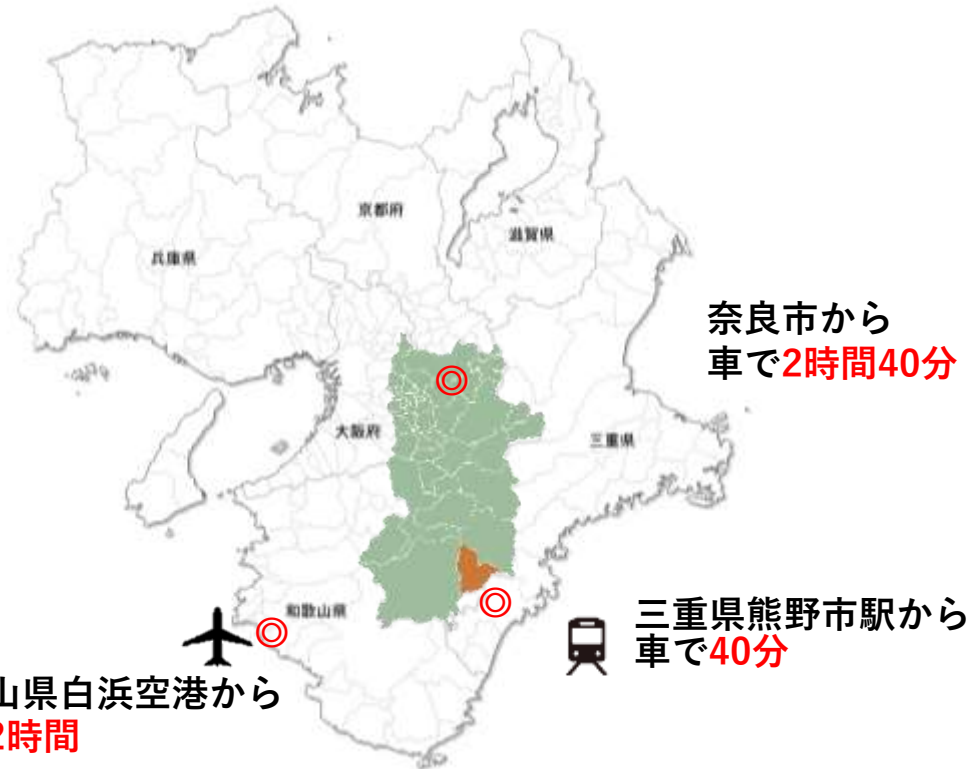 京都府
滋賀県
兵庫県
奈良市から
車で2時間40分
大阪府
三重県
和歌山県
三重県熊野市駅から
車で40分
山県白浜空港から
2時間